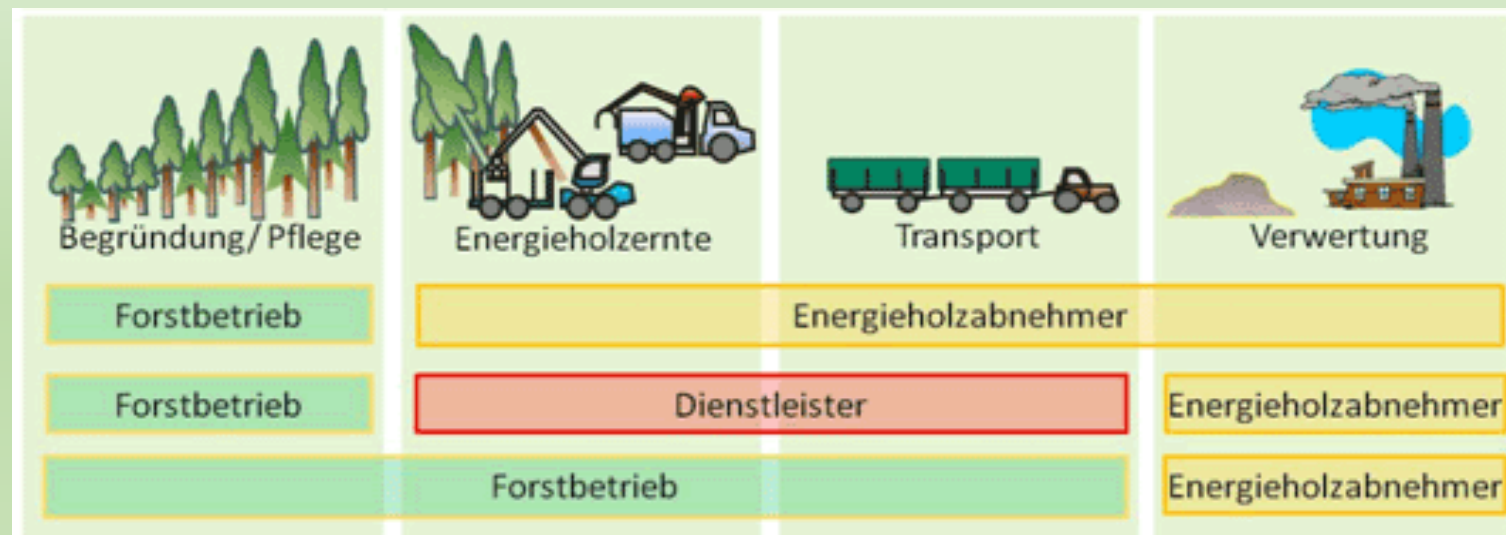 Begründung/Pflege
Energieholzernte
Transport
Verwertung
Forstbetrieb
Energieholzabnehmer
Forstbetrieb
Dienstleister
Energieholzabnehmer
Forstbetrieb
Energieholzabnehmer